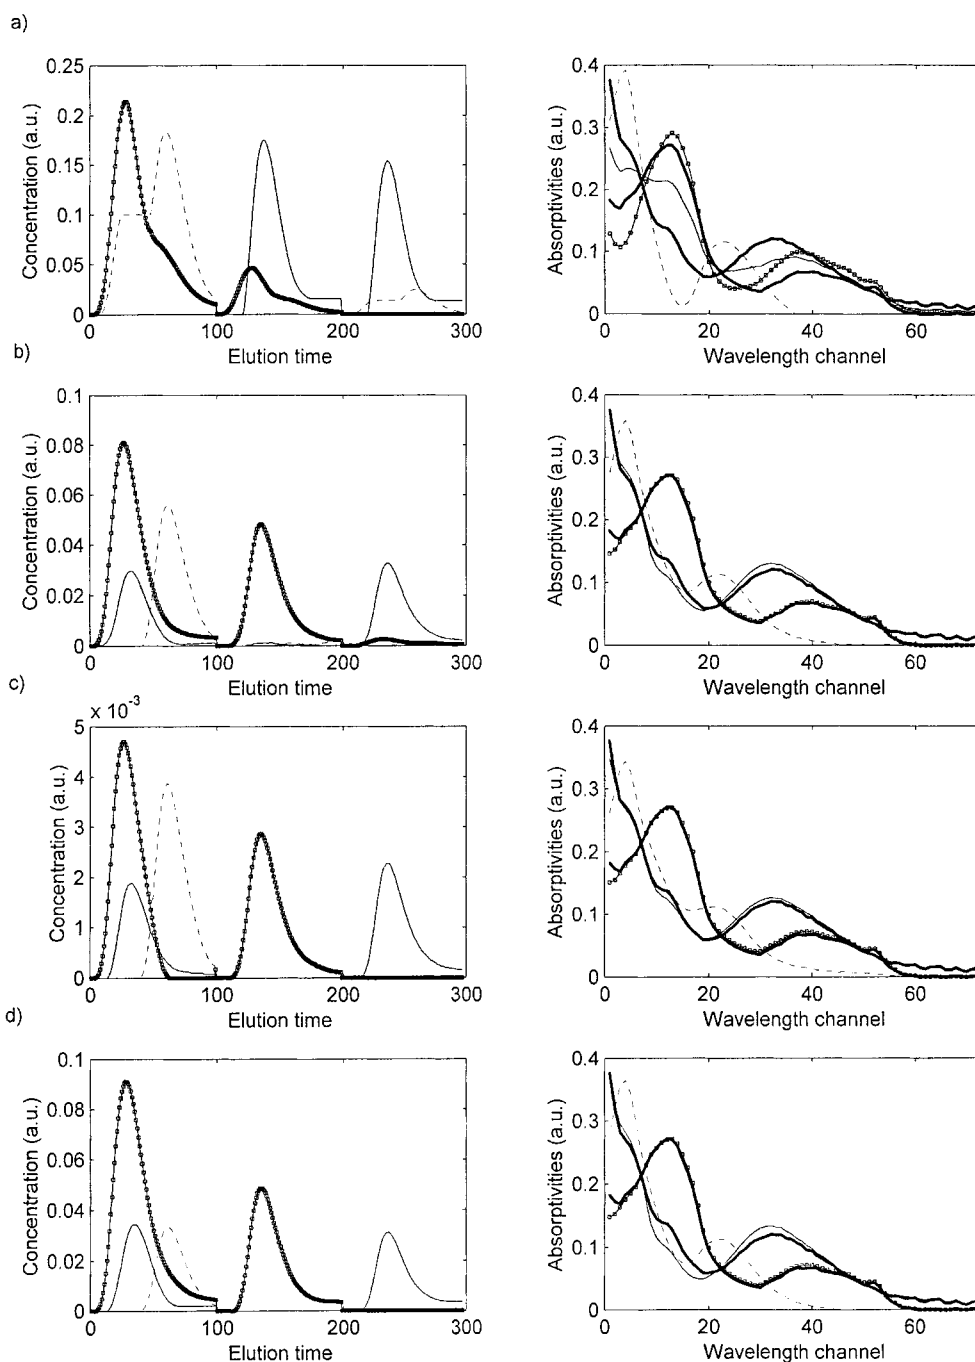 a)
0.25
0.2
0.15
0.1
0.05
0
Concentration (a.u.)
0 100 200 300
Elution time
0.4
0.3
0.2
0.1
0
Absorptivities (a.u.)
0 20 40 60
Wavelength channel
b)
0.1
0.08
0.06
0.04
0.02
0
Concentration (a.u.)
0 100 200 300
Elution time
0.4
0.3
0.2
0.1
0
Absorptivities (a.u.)
0 20 40 60
Wavelength channel
c)
x 10⁻³
5
4
3
2
1
0
Concentration (a.u.)
0 100 200 300
Elution time
0.4
0.3
0.2
0.1
0
Absorptivities (a.u.)
0 20 40 60
Wavelength channel
d)
0.1
0.08
0.06
0.04
0.02
0
Concentration (a.u.)
0 100 200 300
Elution time
0.4
0.3
0.2
0.1
0
Absorptivities (a.u.)
0 20 40 60
Wavelength channel